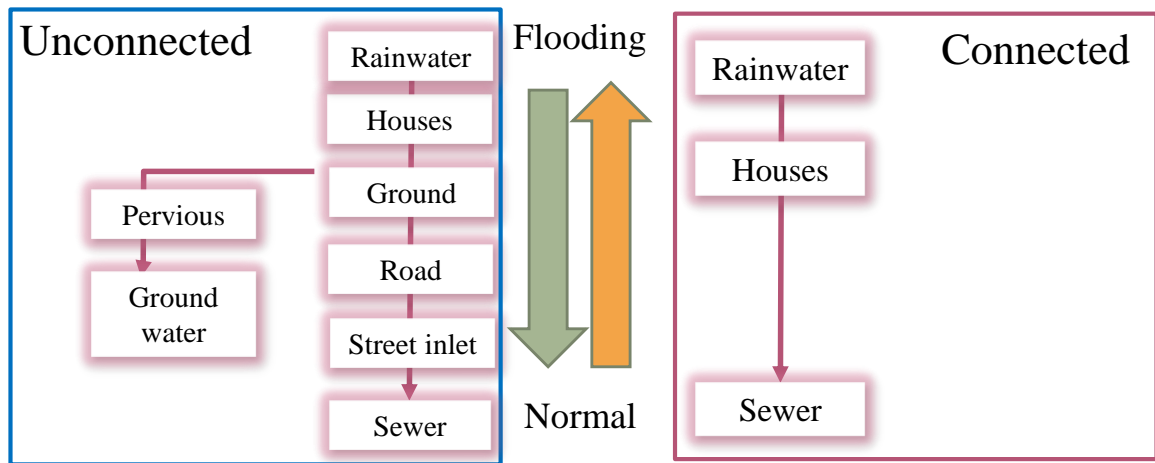 Unconnected
Rainwater
Houses
Ground
Pervious
Road
Ground
water
Street inlet
Sewer
Flooding
Normal
Connected
Rainwater
Houses
Sewer